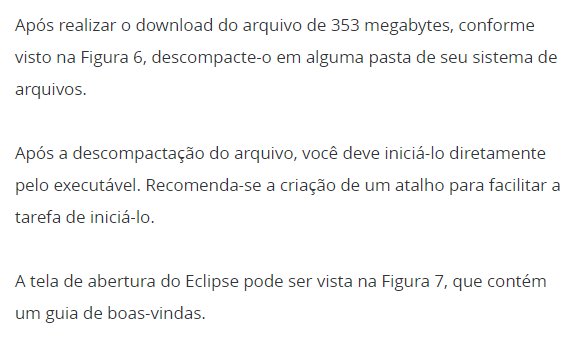 Após realizar o download do arquivo de 353 megabytes, conforme
visto na Figura 6, descompacte-o em alguma pasta de seu sistema de
arquivos.
Após a descompactação do arquivo, você deve iniciá-lo diretamente
pelo executável. Recomenda-se a criação de um atalho para facilitar a
tarefa de iniciá-lo.
A tela de abertura do Eclipse pode ser vista na Figura 7, que contém
um guia de boas-vindas.